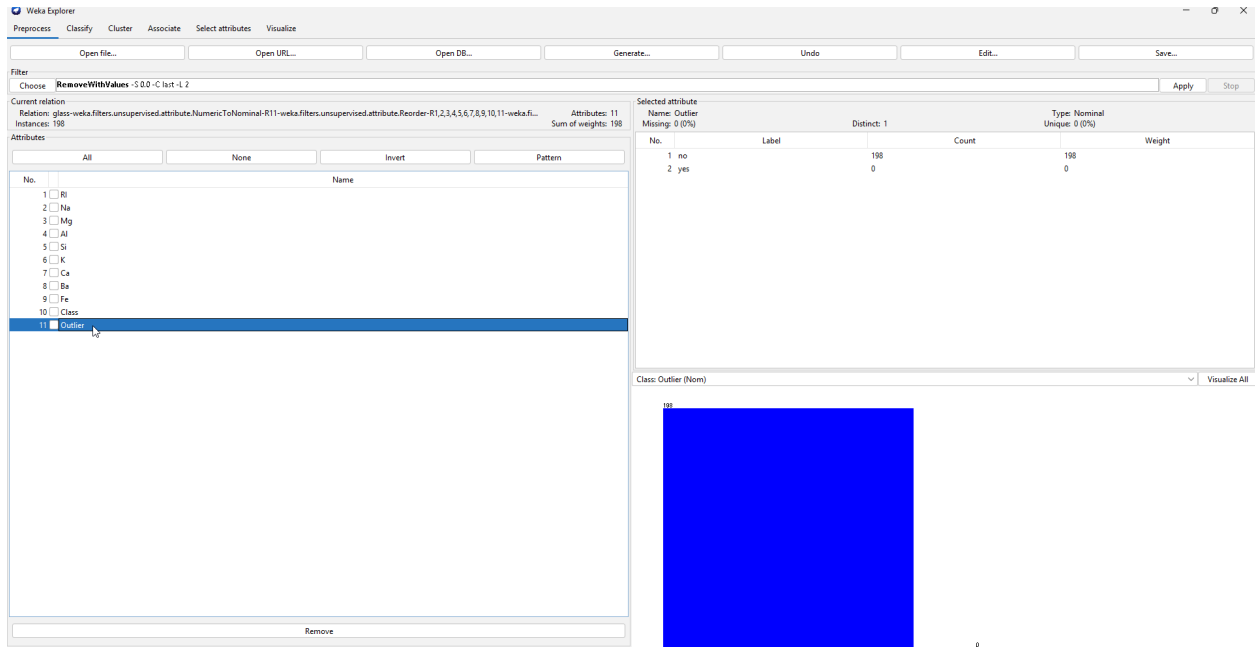 Weka Explorer
Preprocess Classify Cluster Associate Select attributes Visualize
Open file... Open URL... Open DB... Generate... Undo Edit... Save...
Filter
Choose RemoveWithValues -S 0.0 -C last -L 2 Apply Stop
Current relation
Relation: glass-weka.filters.unsupervised.attribute.NumericToNominal-R11-weka.filters.unsupervised.attribute.Reorder-R1,2,3,4,5,6,7,8,9,10,11-weka.fi... Attributes: 11
Instances: 198 Sum of weights: 198
Attributes
All None Invert Pattern
No. Name
1 RI
2 Na
3 Mg
4 Al
5 Si
6 K
7 Ca
8 Ba
9 Fe
10 Class
11 Outlier
Remove
Selected attribute
Name: Outlier Type: Nominal
Missing: 0 (0%) Distinct: 1 Unique: 0 (0%)
No. Label Count Weight
1 no 198 198
2 yes 0 0
Class: Outlier (Nom) Visualize All
198
0